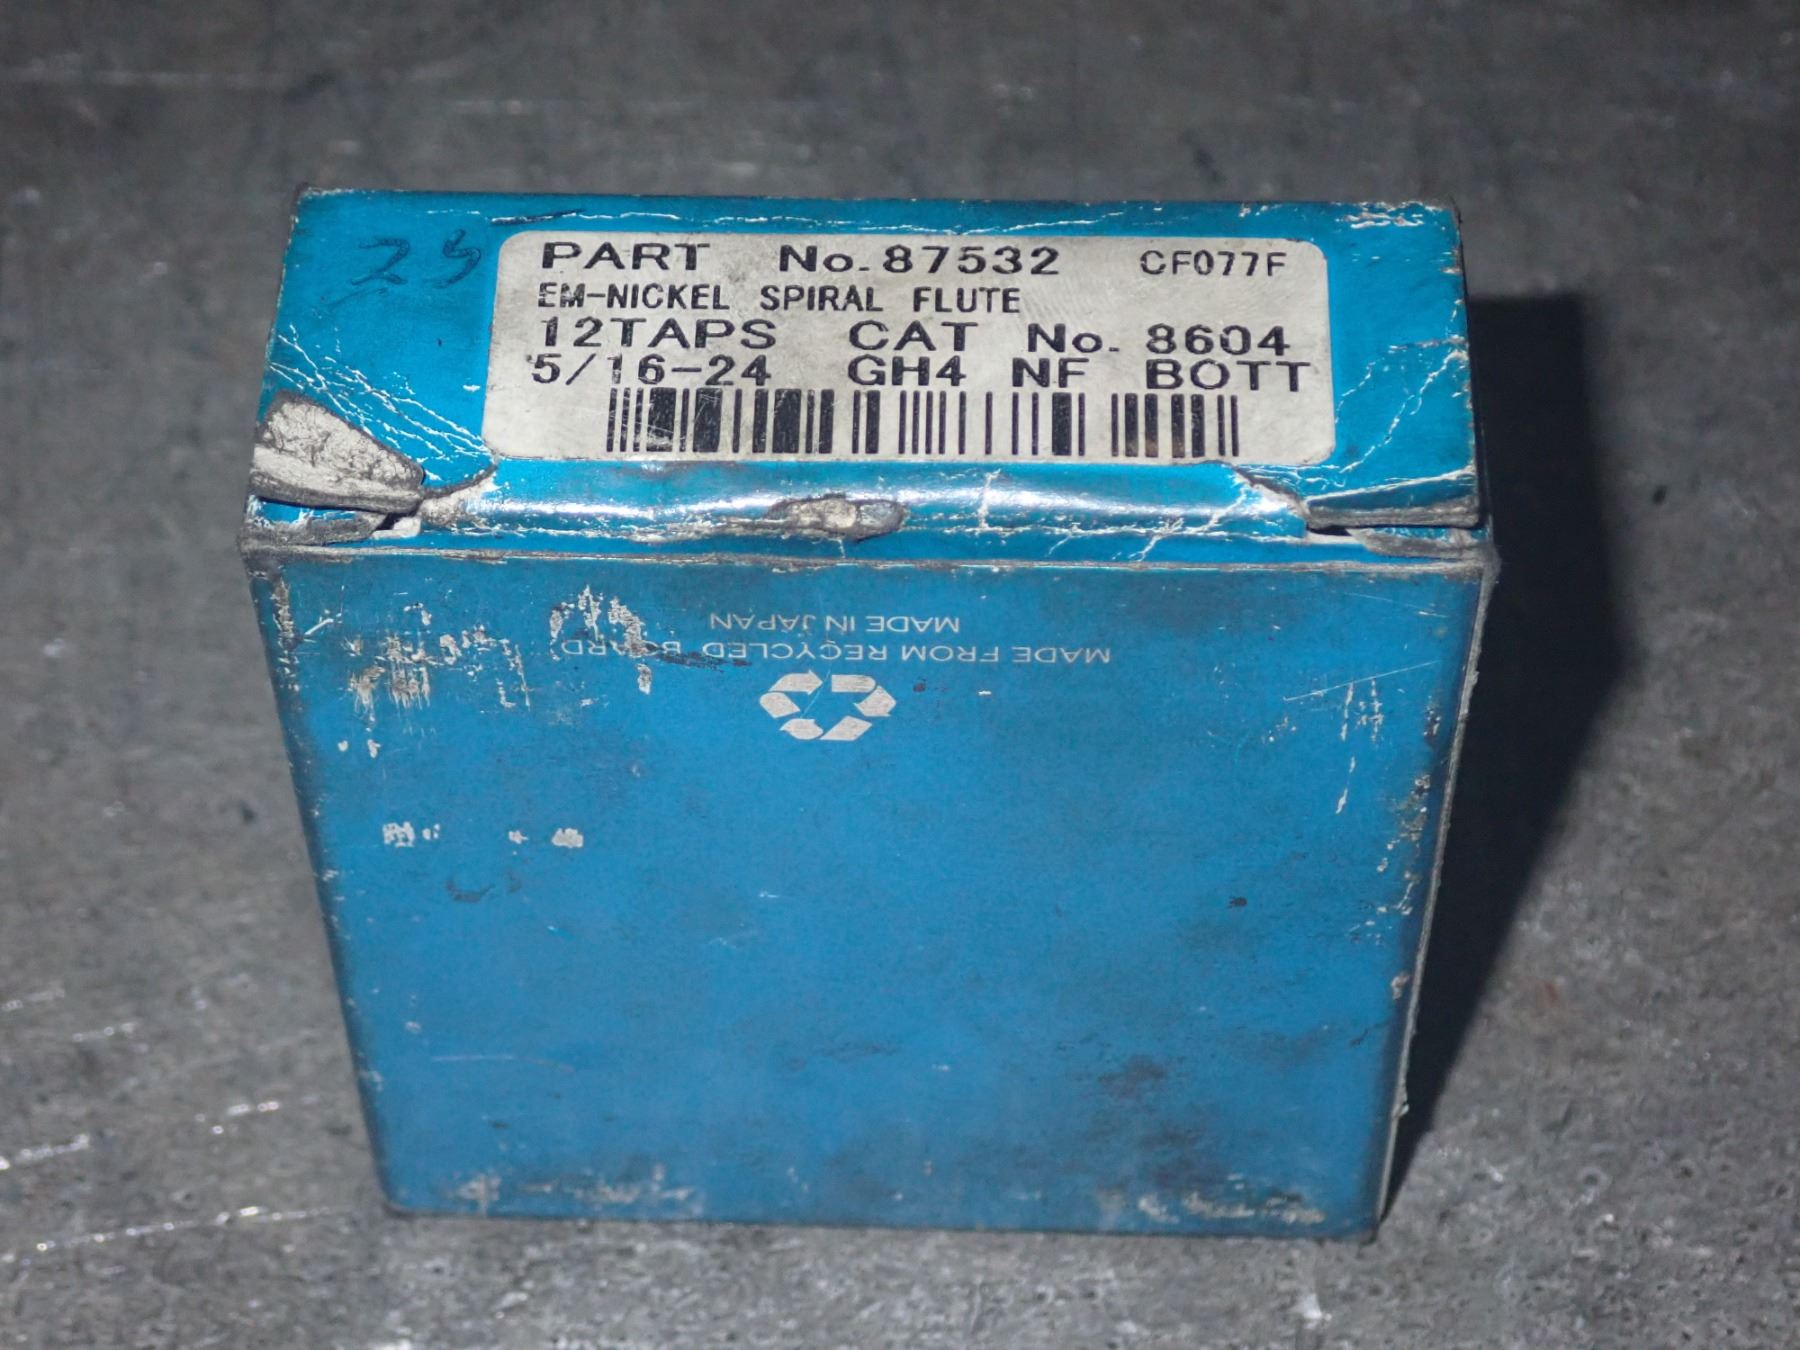 25
PART No. 87532 CF077F
EM-NICKEL SPIRAL FLUTE
12TAPS CAT No. 8604
5/16-24 GH4 NF BOTT
MADE FROM RECYCLED BOARD
MADE IN JAPAN